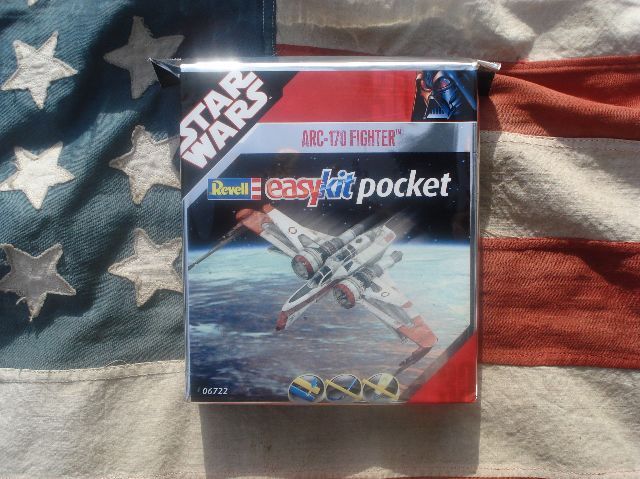 STAR
WARS
ARC-170 FIGHTER™
Revell easykit pocket
06722